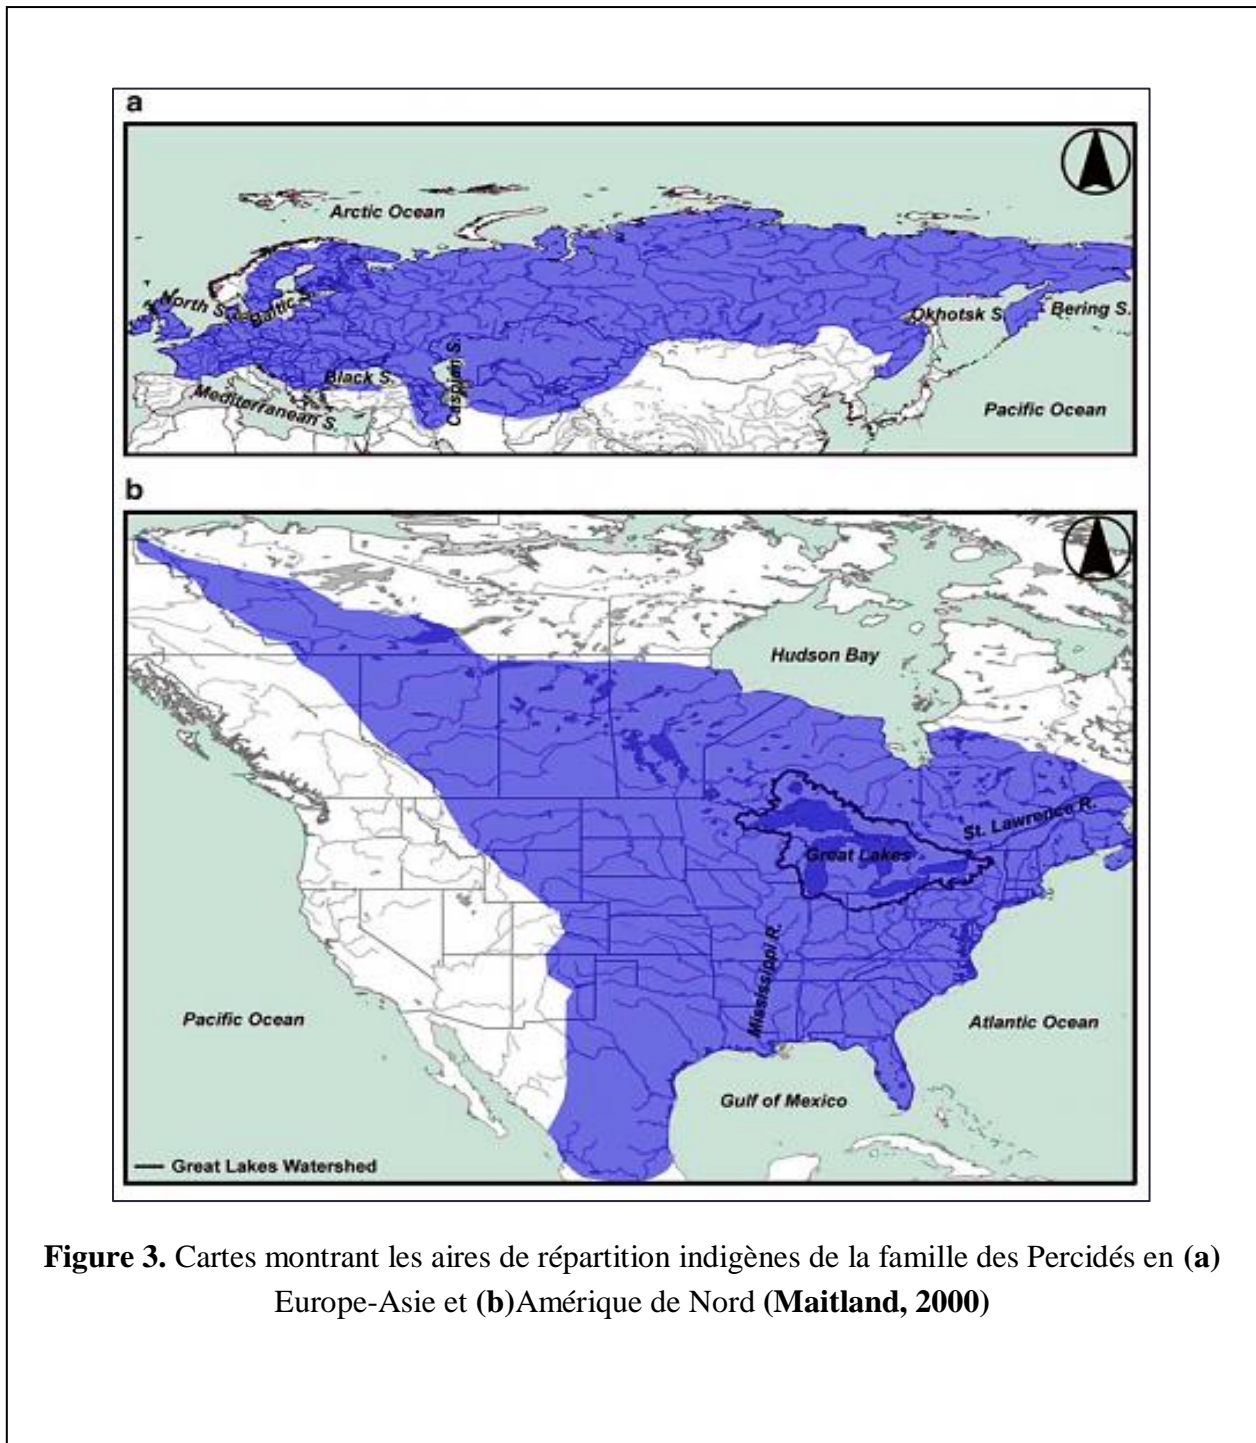 a
Arctic Ocean
North S.
Baltic S.
Okhotsk S.
Bering S.
Black S.
Caspian S.
Mediterranean S.
Pacific Ocean
b
Hudson Bay
St. Lawrence R.
Great Lakes
Mississippi R.
Pacific Ocean
Atlantic Ocean
Gulf of Mexico
Great Lakes Watershed
Figure 3. Cartes montrant les aires de répartition indigènes de la famille des Percidés en (a)
Europe-Asie et (b)Amérique de Nord (Maitland, 2000)